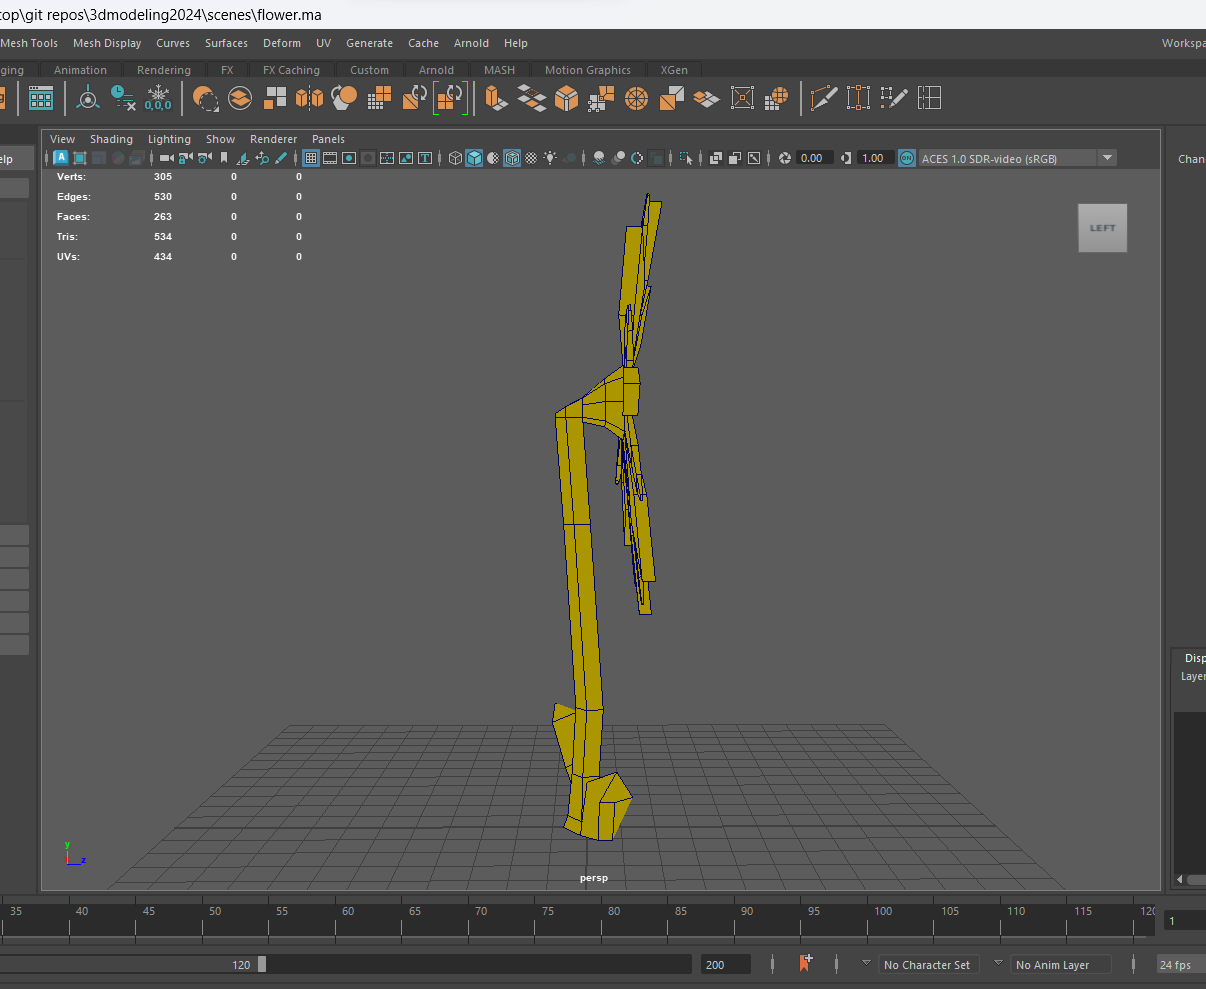 top\git repos\3dmodeling2024\scenes\flower.ma
Mesh Tools Mesh Display Curves Surfaces Deform UV Generate Cache Arnold Help Workspa
ging Animation Rendering FX FX Caching Custom Arnold MASH Motion Graphics XGen
0,0,0
View Shading Lighting Show Renderer Panels
elp
A T 0.00 1.00 ON ACES 1.0 SDR-video (sRGB)
Chan
Verts: 305 0 0
Edges: 530 0 0
Faces: 263 0 0
Tris: 534 0 0
UVs: 434 0 0
LEFT
Disp
Layer
y
z
persp
35 40 45 50 55 60 65 70 75 80 85 90 95 100 105 110 115 120
1
120 200 No Character Set No Anim Layer 24 fps